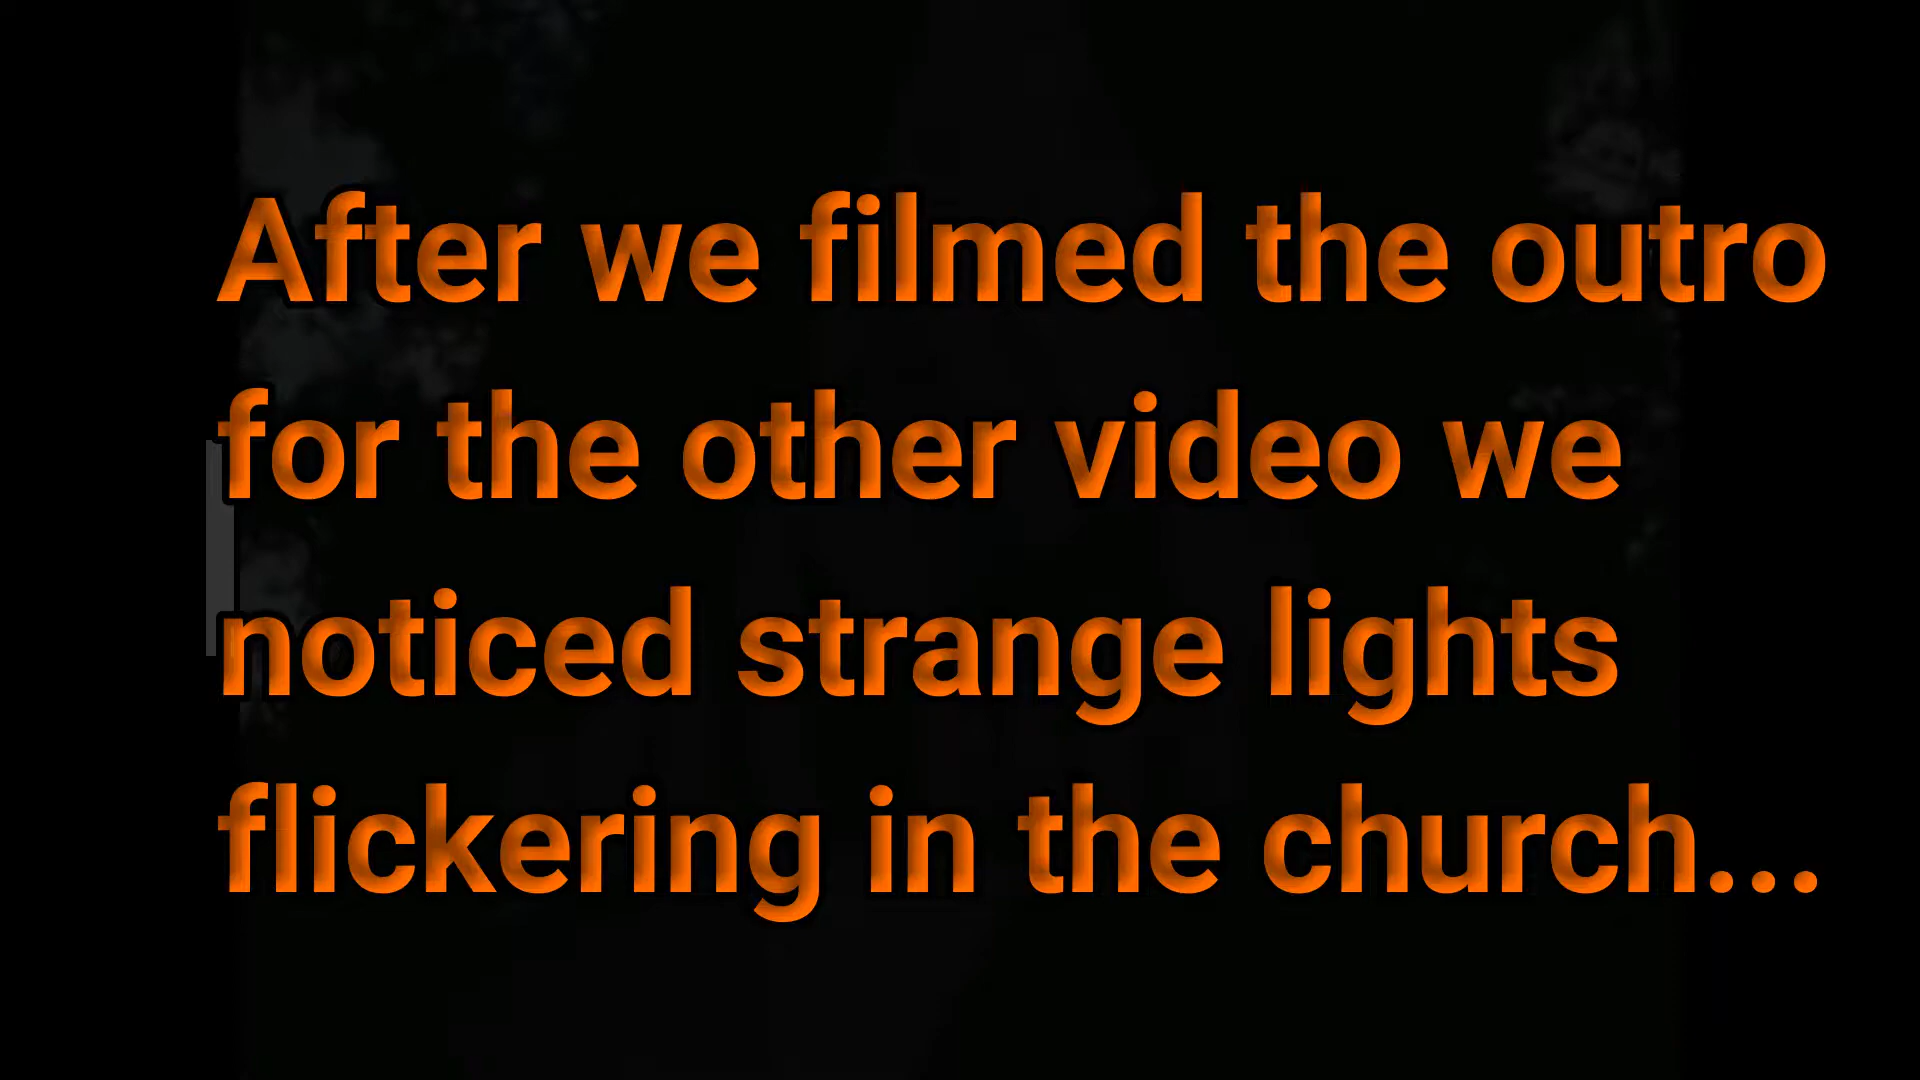 After we filmed the outro
for the other video we
noticed strange lights
flickering in the church...